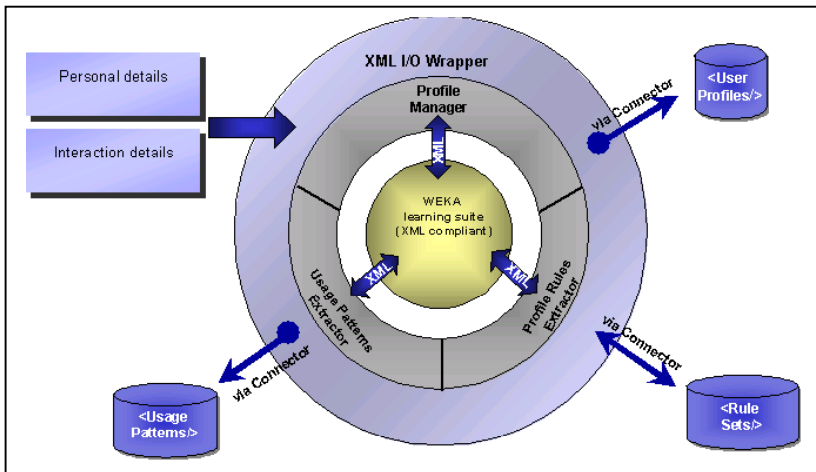 Personal details
Interaction details
XML I/O Wrapper
Profile
Manager
XML
WEKA
learning suite
(XML compliant)
XML
XML
Usage Patterns
Extractor
Profile Rules
Extractor
via Connector
<User
Profiles/>
via Connector
<Usage
Patterns/>
via Connector
<Rule
Sets/>